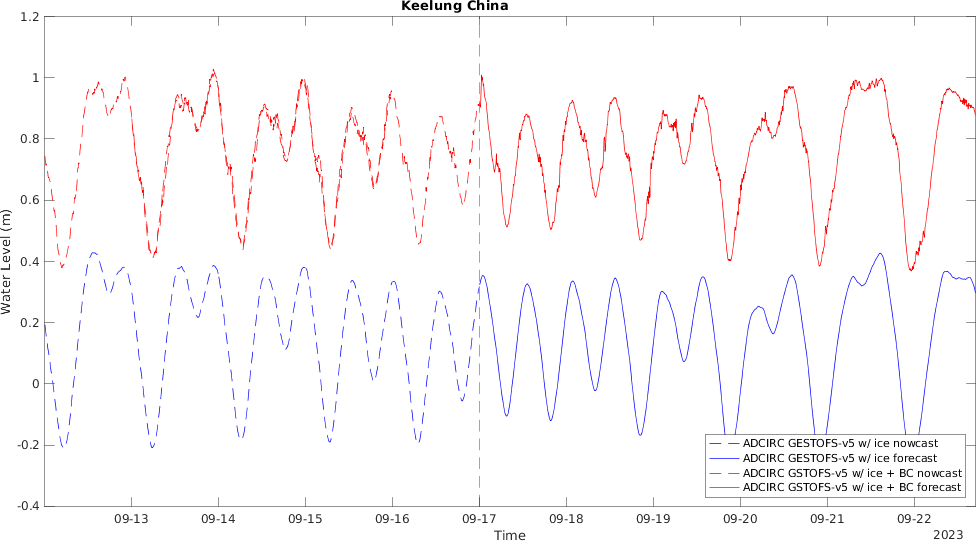 Keelung China
1.2
1
0.8
0.6
0.4
0.2
0
-0.2
-0.4
Water Level (m)
09-13 09-14 09-15 09-16 09-17 09-18 09-19 09-20 09-21 09-22
Time
2023
ADCIRC GESTOFS-v5 w/ ice nowcast
ADCIRC GESTOFS-v5 w/ ice forecast
ADCIRC GSTOFS-v5 w/ ice + BC nowcast
ADCIRC GSTOFS-v5 w/ ice + BC forecast